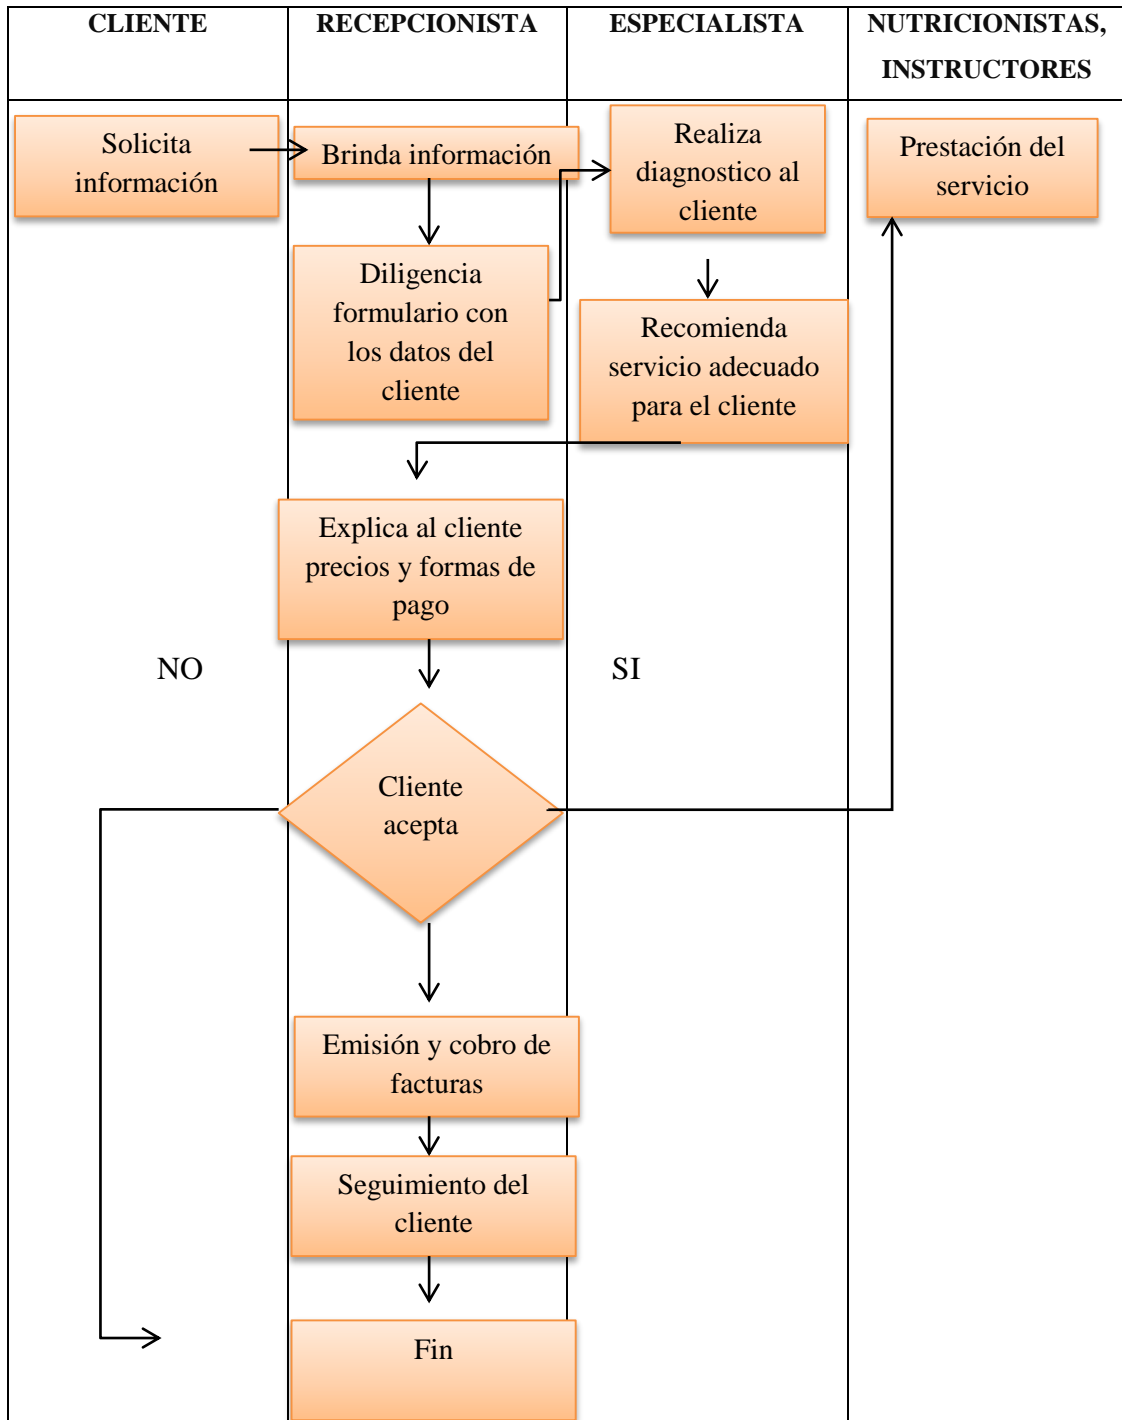 CLIENTE
RECEPCIONISTA
ESPECIALISTA
NUTRICIONISTAS,
INSTRUCTORES
Solicita
información
Brinda información
Realiza
diagnostico al
cliente
Prestación del
servicio
Diligencia
formulario con
los datos del
cliente
Recomienda
servicio adecuado
para el cliente
Explica al cliente
precios y formas de
pago
NO
SI
Cliente
acepta
Emisión y cobro de
facturas
Seguimiento del
cliente
Fin